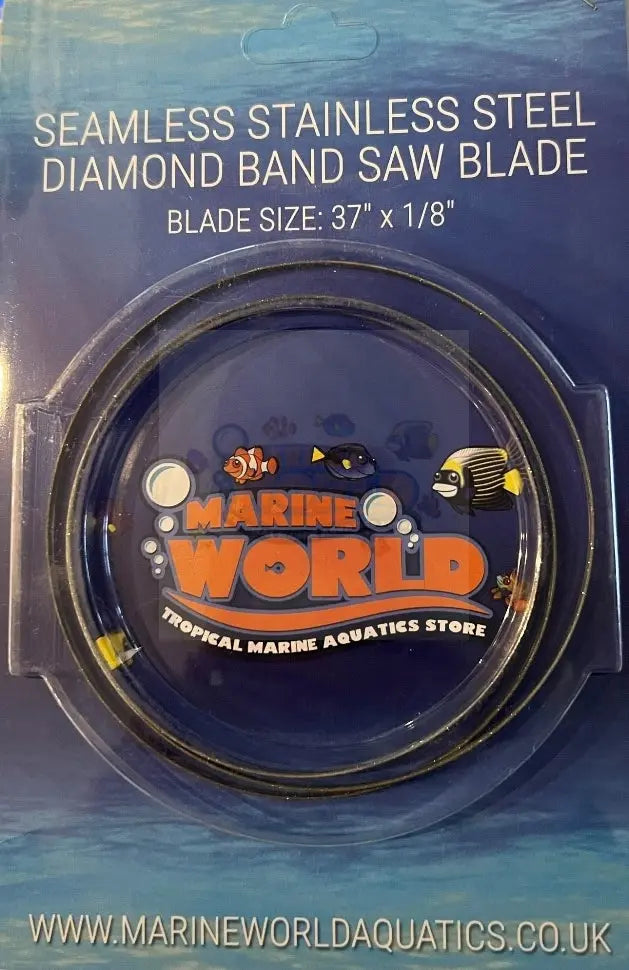 SEAMLESS STAINLESS STEEL
DIAMOND BAND SAW BLADE
BLADE SIZE: 37" x 1/8"
MARINE
WORLD
TROPICAL MARINE AQUATICS STORE
WWW.MARINEWORLDAQUATICS.CO.UK